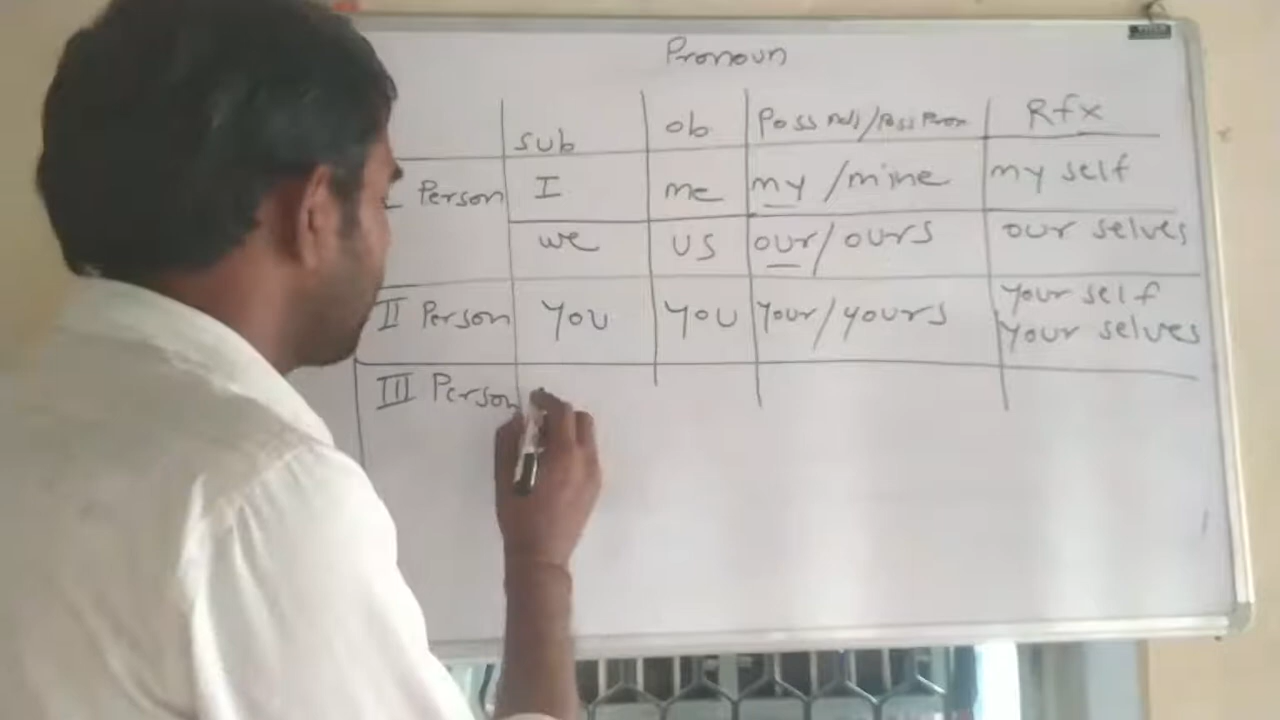 Pronoun
Sub ob Poss Adj/Poss Pron Rfx
I Person I me my/mine my self
we us our/ours our selves
II Person You You Your/yours Your self
Your selves
III Person